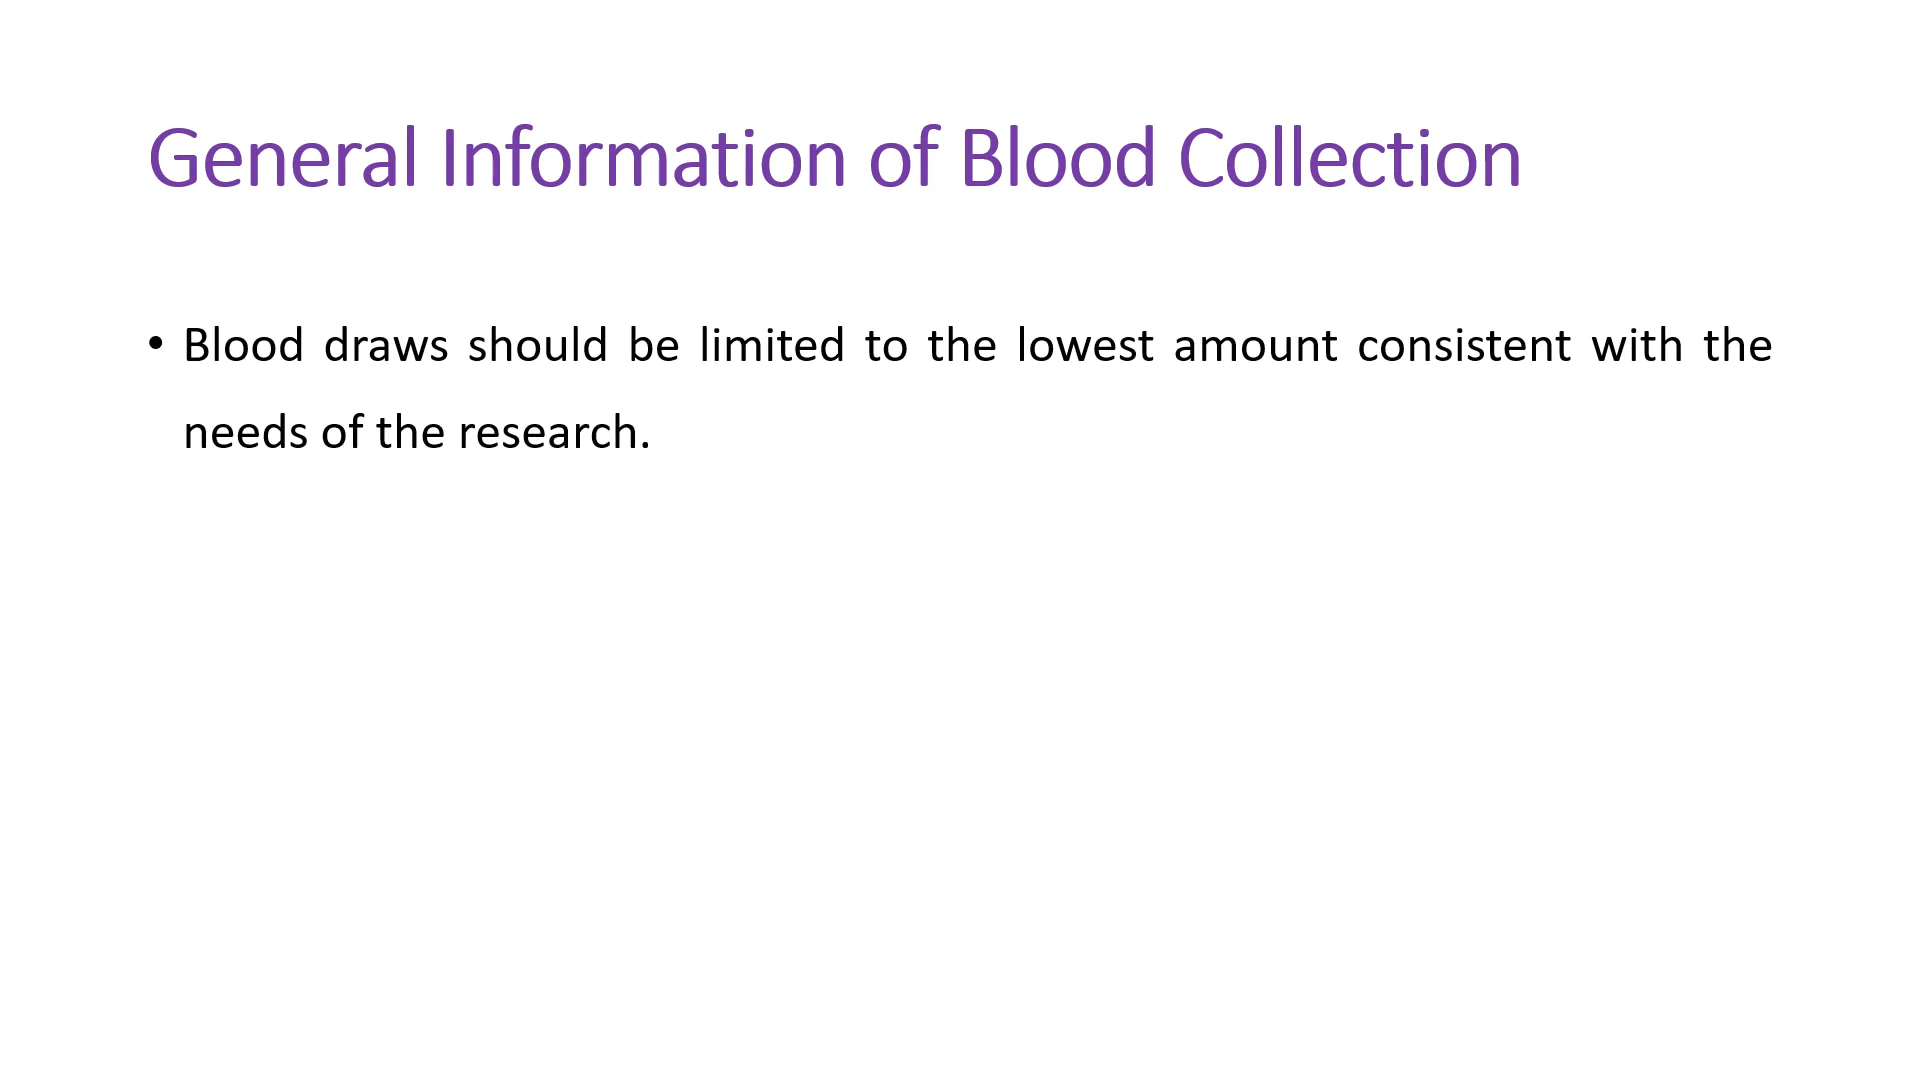 General Information of Blood Collection
• Blood draws should be limited to the lowest amount consistent with the
needs of the research.